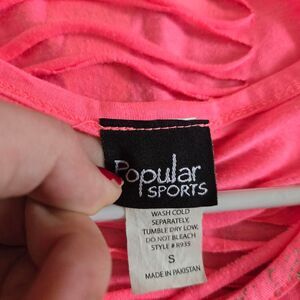 Popular
SPORTS
WASH COLD
SEPARATELY,
TUMBLE DRY LOW,
DO NOT BLEACH
STYLE # R935
S
MADE IN PAKISTAN